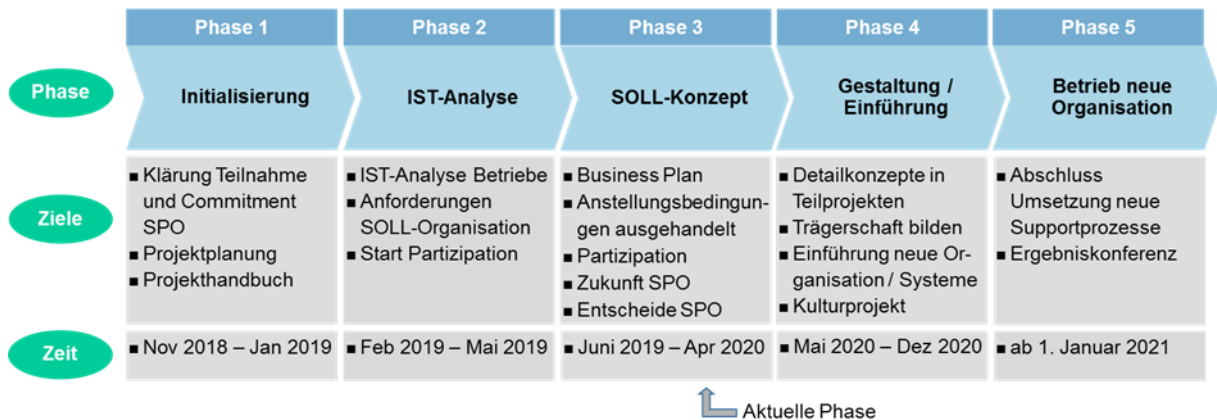 Phase 1
Phase 2
Phase 3
Phase 4
Phase 5
Phase
Initialisierung
IST-Analyse
SOLL-Konzept
Gestaltung /
Einführung
Betrieb neue
Organisation
Ziele
■ Klärung Teilnahme
und Commitment
SPO
■ Projektplanung
■ Projekthandbuch
■ IST-Analyse Betriebe
■ Anforderungen
SOLL-Organisation
■ Start Partizipation
■ Business Plan
■ Anstellungsbedingun-
gen ausgehandelt
■ Partizipation
■ Zukunft SPO
■ Entscheide SPO
■ Detailkonzepte in
Teilprojekten
■ Trägerschaft bilden
■ Einführung neue Or-
ganisation / Systeme
■ Kulturprojekt
■ Abschluss
Umsetzung neue
Supportprozesse
■ Ergebniskonferenz
Zeit
■ Nov 2018 – Jan 2019
■ Feb 2019 – Mai 2019
■ Juni 2019 – Apr 2020
■ Mai 2020 – Dez 2020
■ ab 1. Januar 2021
Aktuelle Phase